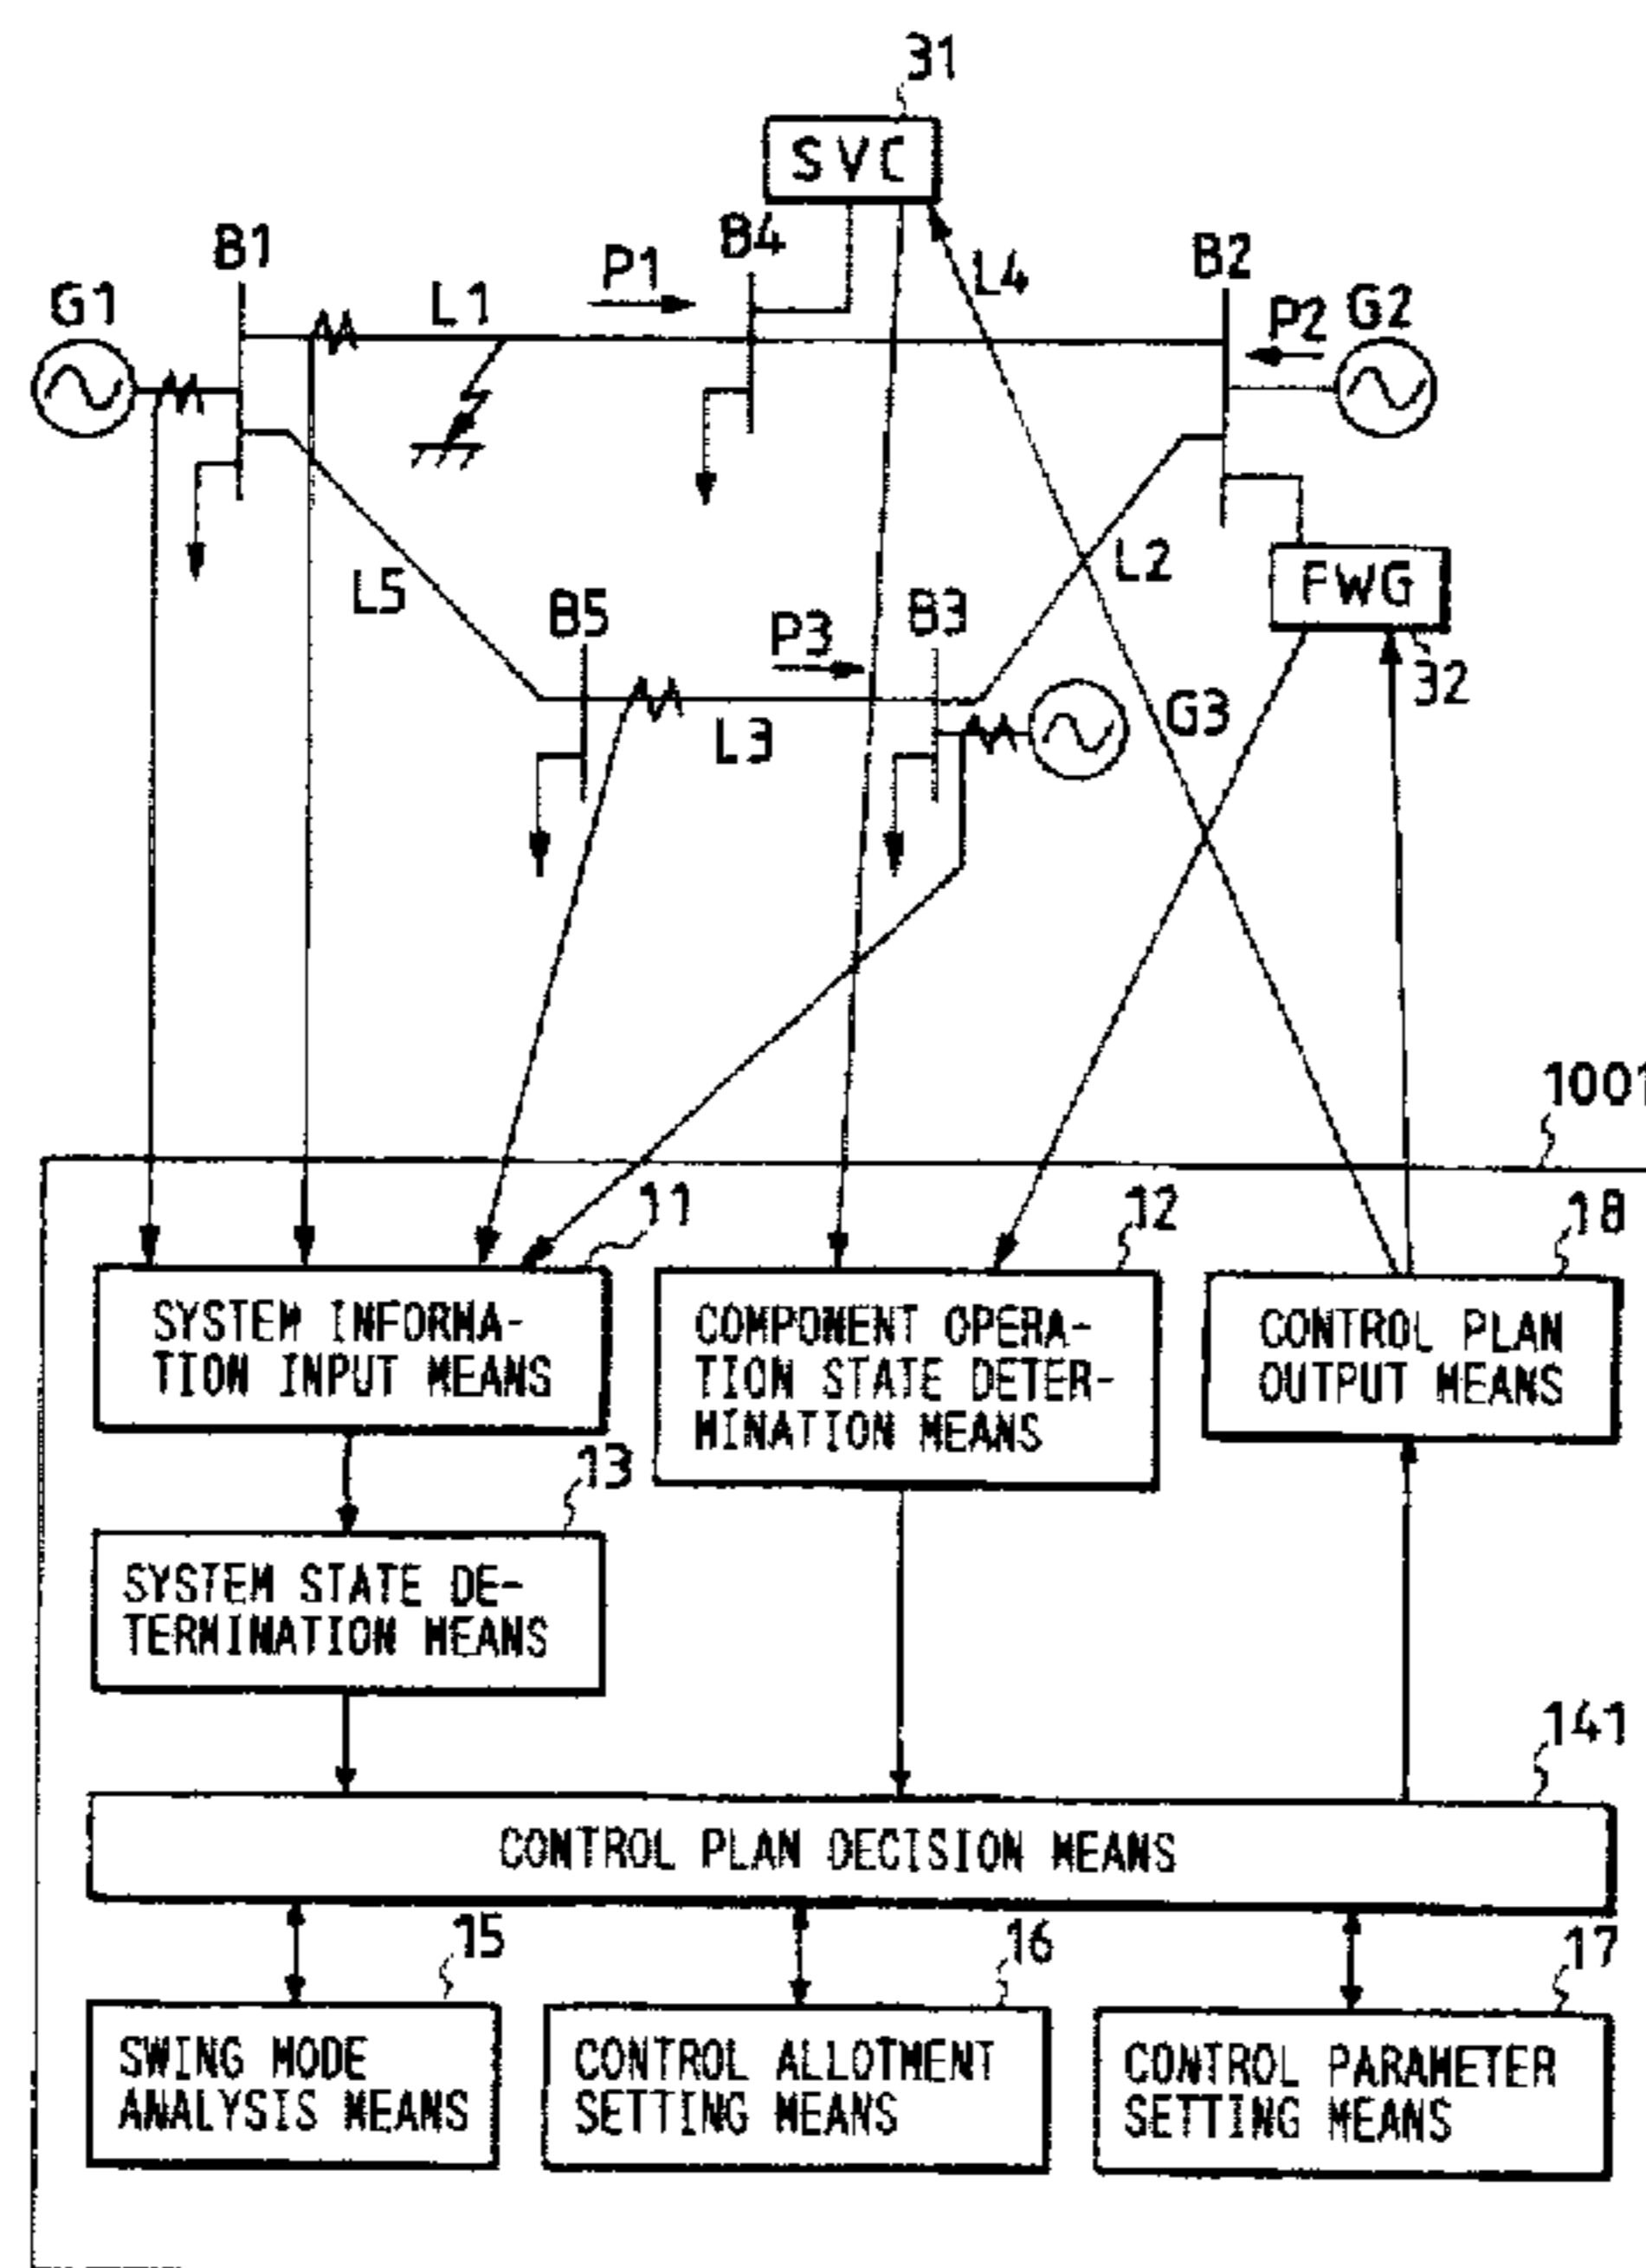 31
SVC
B1
P1
B4
L4
B2
G1
L1
P2
G2
L2
FWG
L5
B5
P3
B3
32
G3
L3
1001
11
12
18
SYSTEM INFORMA-
TION INPUT MEANS
COMPONENT OPERA-
TION STATE DETER-
MINATION MEANS
CONTROL PLAN
OUTPUT MEANS
13
SYSTEM STATE DE-
TERMINATION MEANS
141
CONTROL PLAN DECISION MEANS
15
16
17
SWING MODE
ANALYSIS MEANS
CONTROL ALLOTMENT
SETTING MEANS
CONTROL PARAMETER
SETTING MEANS